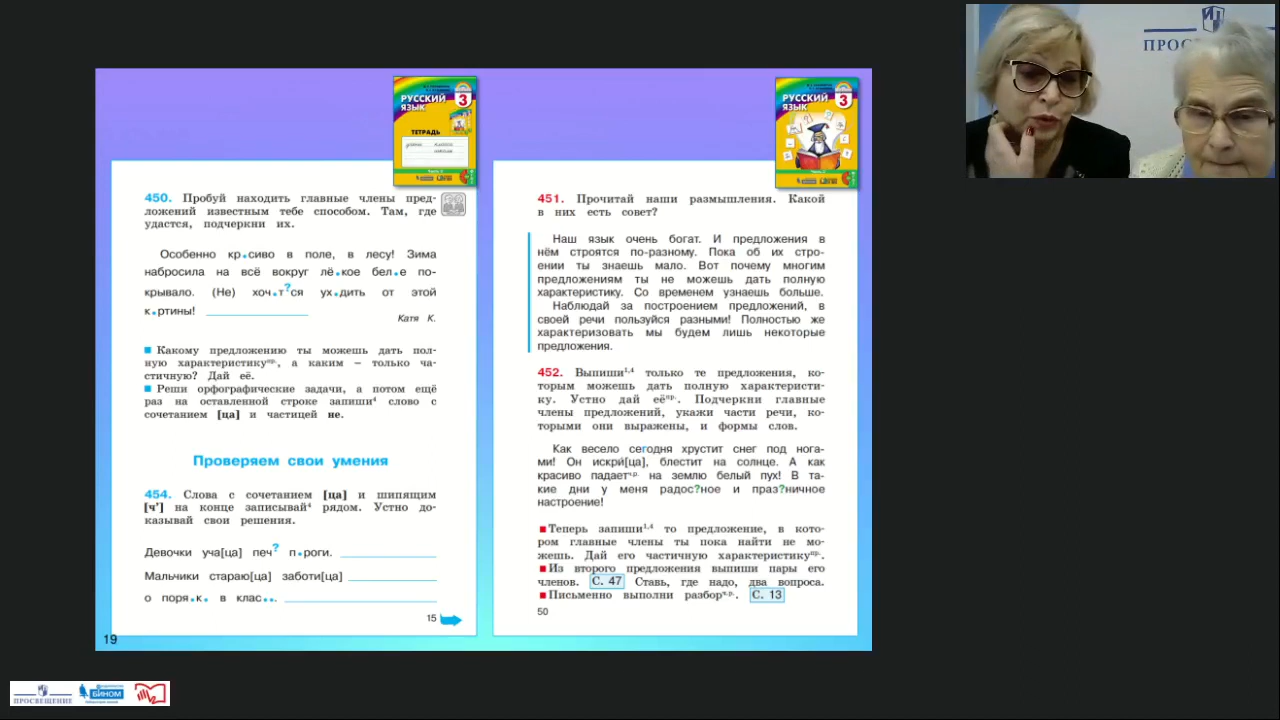 РУССКИЙ ЯЗЫК 3
ТЕТРАДЬ
450. Пробуй находить главные члены пред-
ложений известным тебе способом. Там, где
удастся, подчеркни их.
Особенно кр.сиво в поле, в лесу! Зима
набросила на всё вокруг лё.кое бел.е по-
крывало. (Не) хоч.т?ся ух.дить от этой
к.ртины!
Катя К.
Какому предложению ты можешь дать пол-
ную характеристикупр., а каким – только ча-
стичную? Дай её.
Реши орфографические задачи, а потом ещё
раз на оставленной строке запиши4 слово с
сочетанием [ца] и частицей не.
Проверяем свои умения
454. Слова с сочетанием [ца] и шипящим
[ч’] на конце записывай4 рядом. Устно до-
казывай свои решения.
Девочки уча[ца] печ? п.роги.
Мальчики стараю[ца] заботи[ца]
о поря.к. в клас..
15
19
РУССКИЙ ЯЗЫК 3
451. Прочитай наши размышления. Какой
в них есть совет?
Наш язык очень богат. И предложения в
нём строятся по-разному. Пока об их стро-
ении ты знаешь мало. Вот почему многим
предложениям ты не можешь дать полную
характеристику. Со временем узнаешь больше.
Наблюдай за построением предложений, в
своей речи пользуйся разными! Полностью же
характеризовать мы будем лишь некоторые
предложения.
452. Выпиши1,4 только те предложения, ко-
торым можешь дать полную характеристи-
ку. Устно дай еёпр.. Подчеркни главные
члены предложений, укажи части речи, ко-
торыми они выражены, и формы слов.
Как весело сегодня хрустит снег под нога-
ми! Он искри́[ца], блестит на солнце. А как
красиво падаетч.р. на землю белый пух! В та-
кие дни у меня радос?ное и праз?ничное
настроение!
Теперь запиши1,4 то предложение, в кото-
ром главные члены ты пока найти не мо-
жешь. Дай его частичную характеристикупр..
Из второго предложения выпиши пары его
членов. С. 47 Ставь, где надо, два вопроса.
Письменно выполни разборч.р.. С. 13
50
ПРОСВЕЩЕНИЕ
БИНОМ